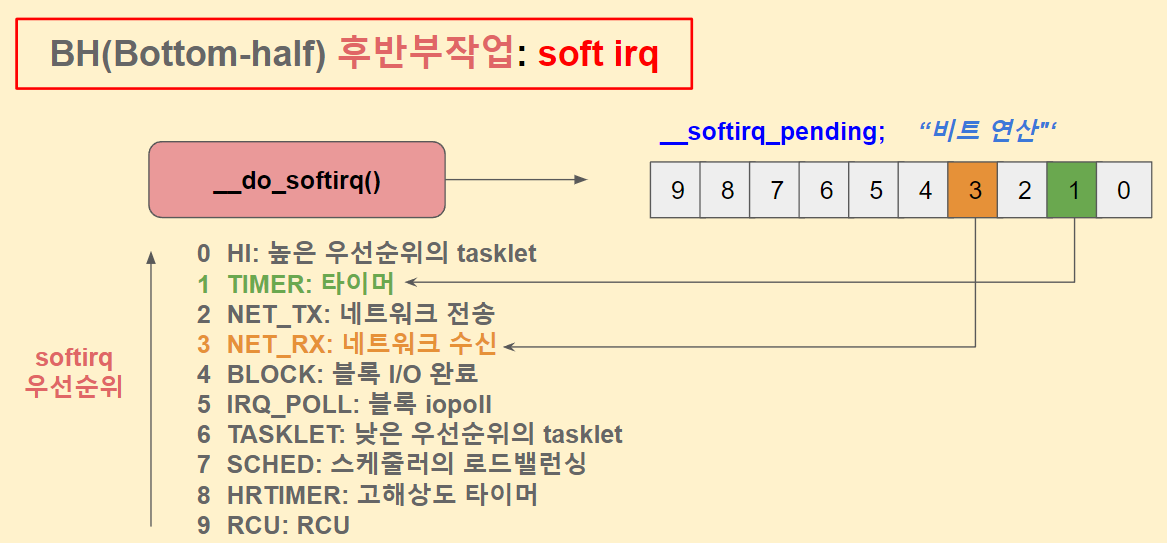 BH(Bottom-half) 후반부작업: soft irq
__softirq_pending; “비트 연산"‘
__do_softirq()
9 8 7 6 5 4 3 2 1 0
0 HI: 높은 우선순위의 tasklet
1 TIMER: 타이머
2 NET_TX: 네트워크 전송
3 NET_RX: 네트워크 수신
4 BLOCK: 블록 I/O 완료
5 IRQ_POLL: 블록 iopoll
6 TASKLET: 낮은 우선순위의 tasklet
7 SCHED: 스케줄러의 로드밸런싱
8 HRTIMER: 고해상도 타이머
9 RCU: RCU
softirq
우선순위